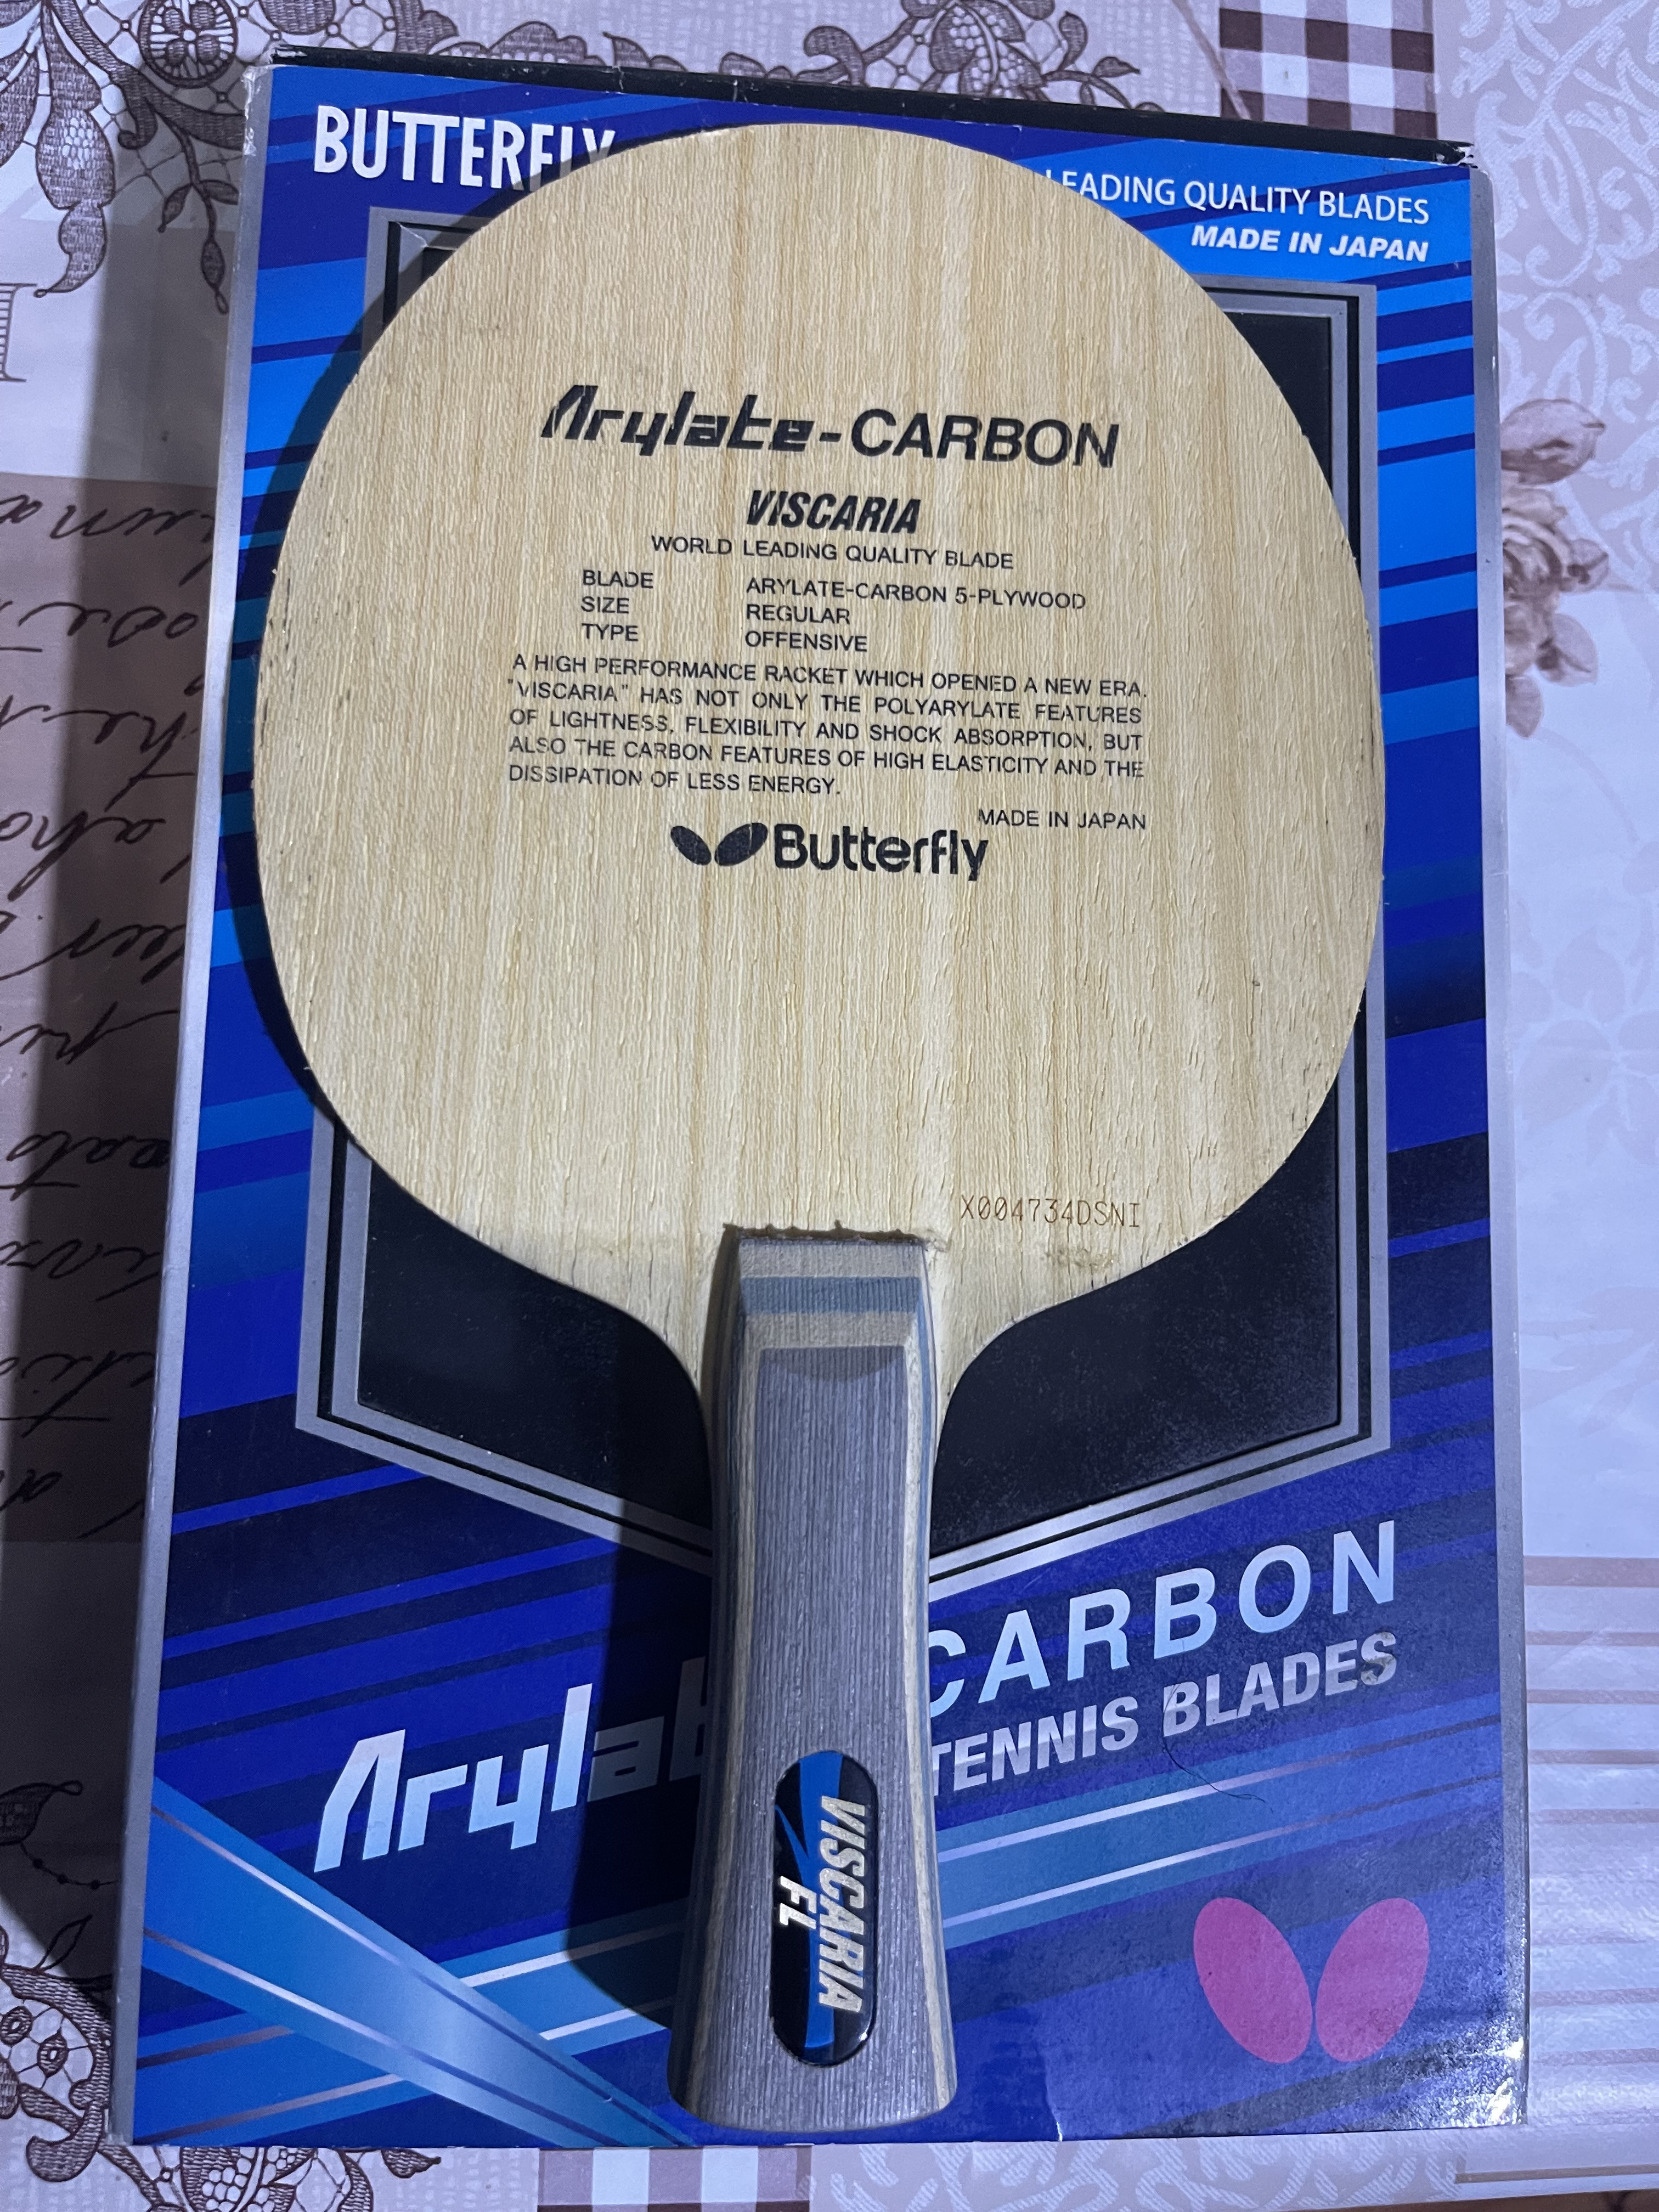 BUTTERFLY
LEADING QUALITY BLADES
MADE IN JAPAN
Arylate-CARBON
VISCARIA
WORLD LEADING QUALITY BLADE
BLADE ARYLATE-CARBON 5-PLYWOOD
SIZE REGULAR
TYPE OFFENSIVE
A HIGH PERFORMANCE RACKET WHICH OPENED A NEW ERA.
"VISCARIA" HAS NOT ONLY THE POLYARYLATE FEATURES
OF LIGHTNESS, FLEXIBILITY AND SHOCK ABSORPTION, BUT
ALSO THE CARBON FEATURES OF HIGH ELASTICITY AND THE
DISSIPATION OF LESS ENERGY.
MADE IN JAPAN
Butterfly
X004734DSNI
Arylat CARBON
TENNIS BLADES
VISCARIA
FL